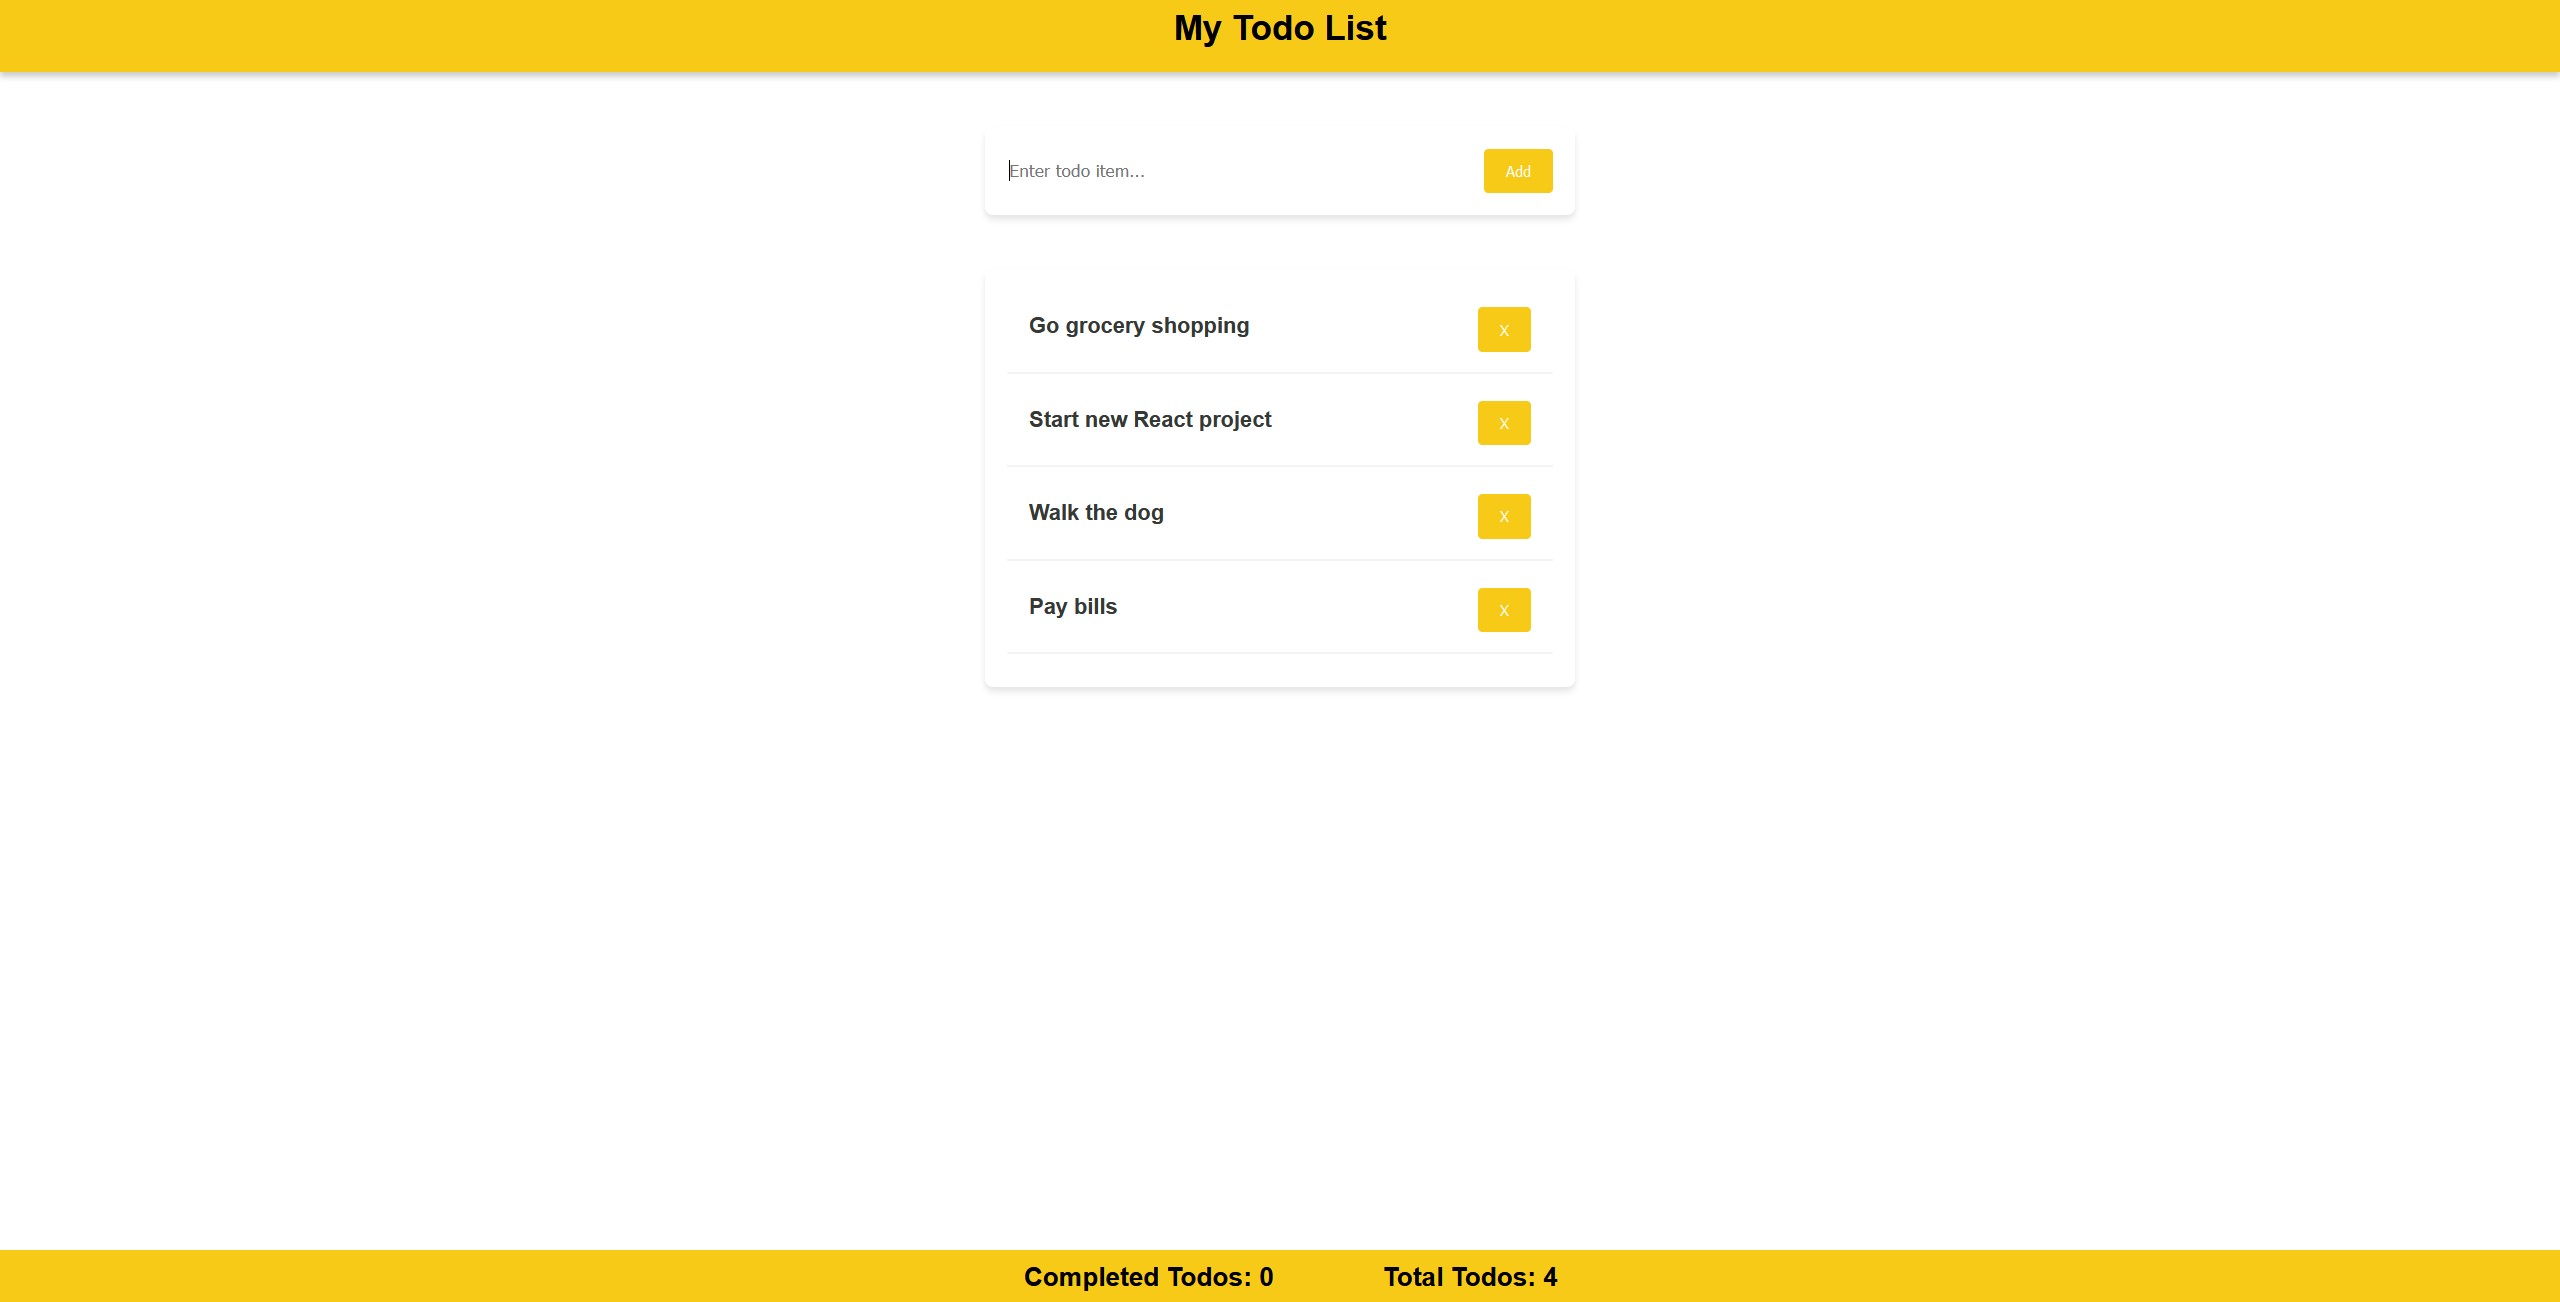 My Todo List
Enter todo item...
Add
Go grocery shopping
X
Start new React project
X
Walk the dog
X
Pay bills
X
Completed Todos: 0
Total Todos: 4